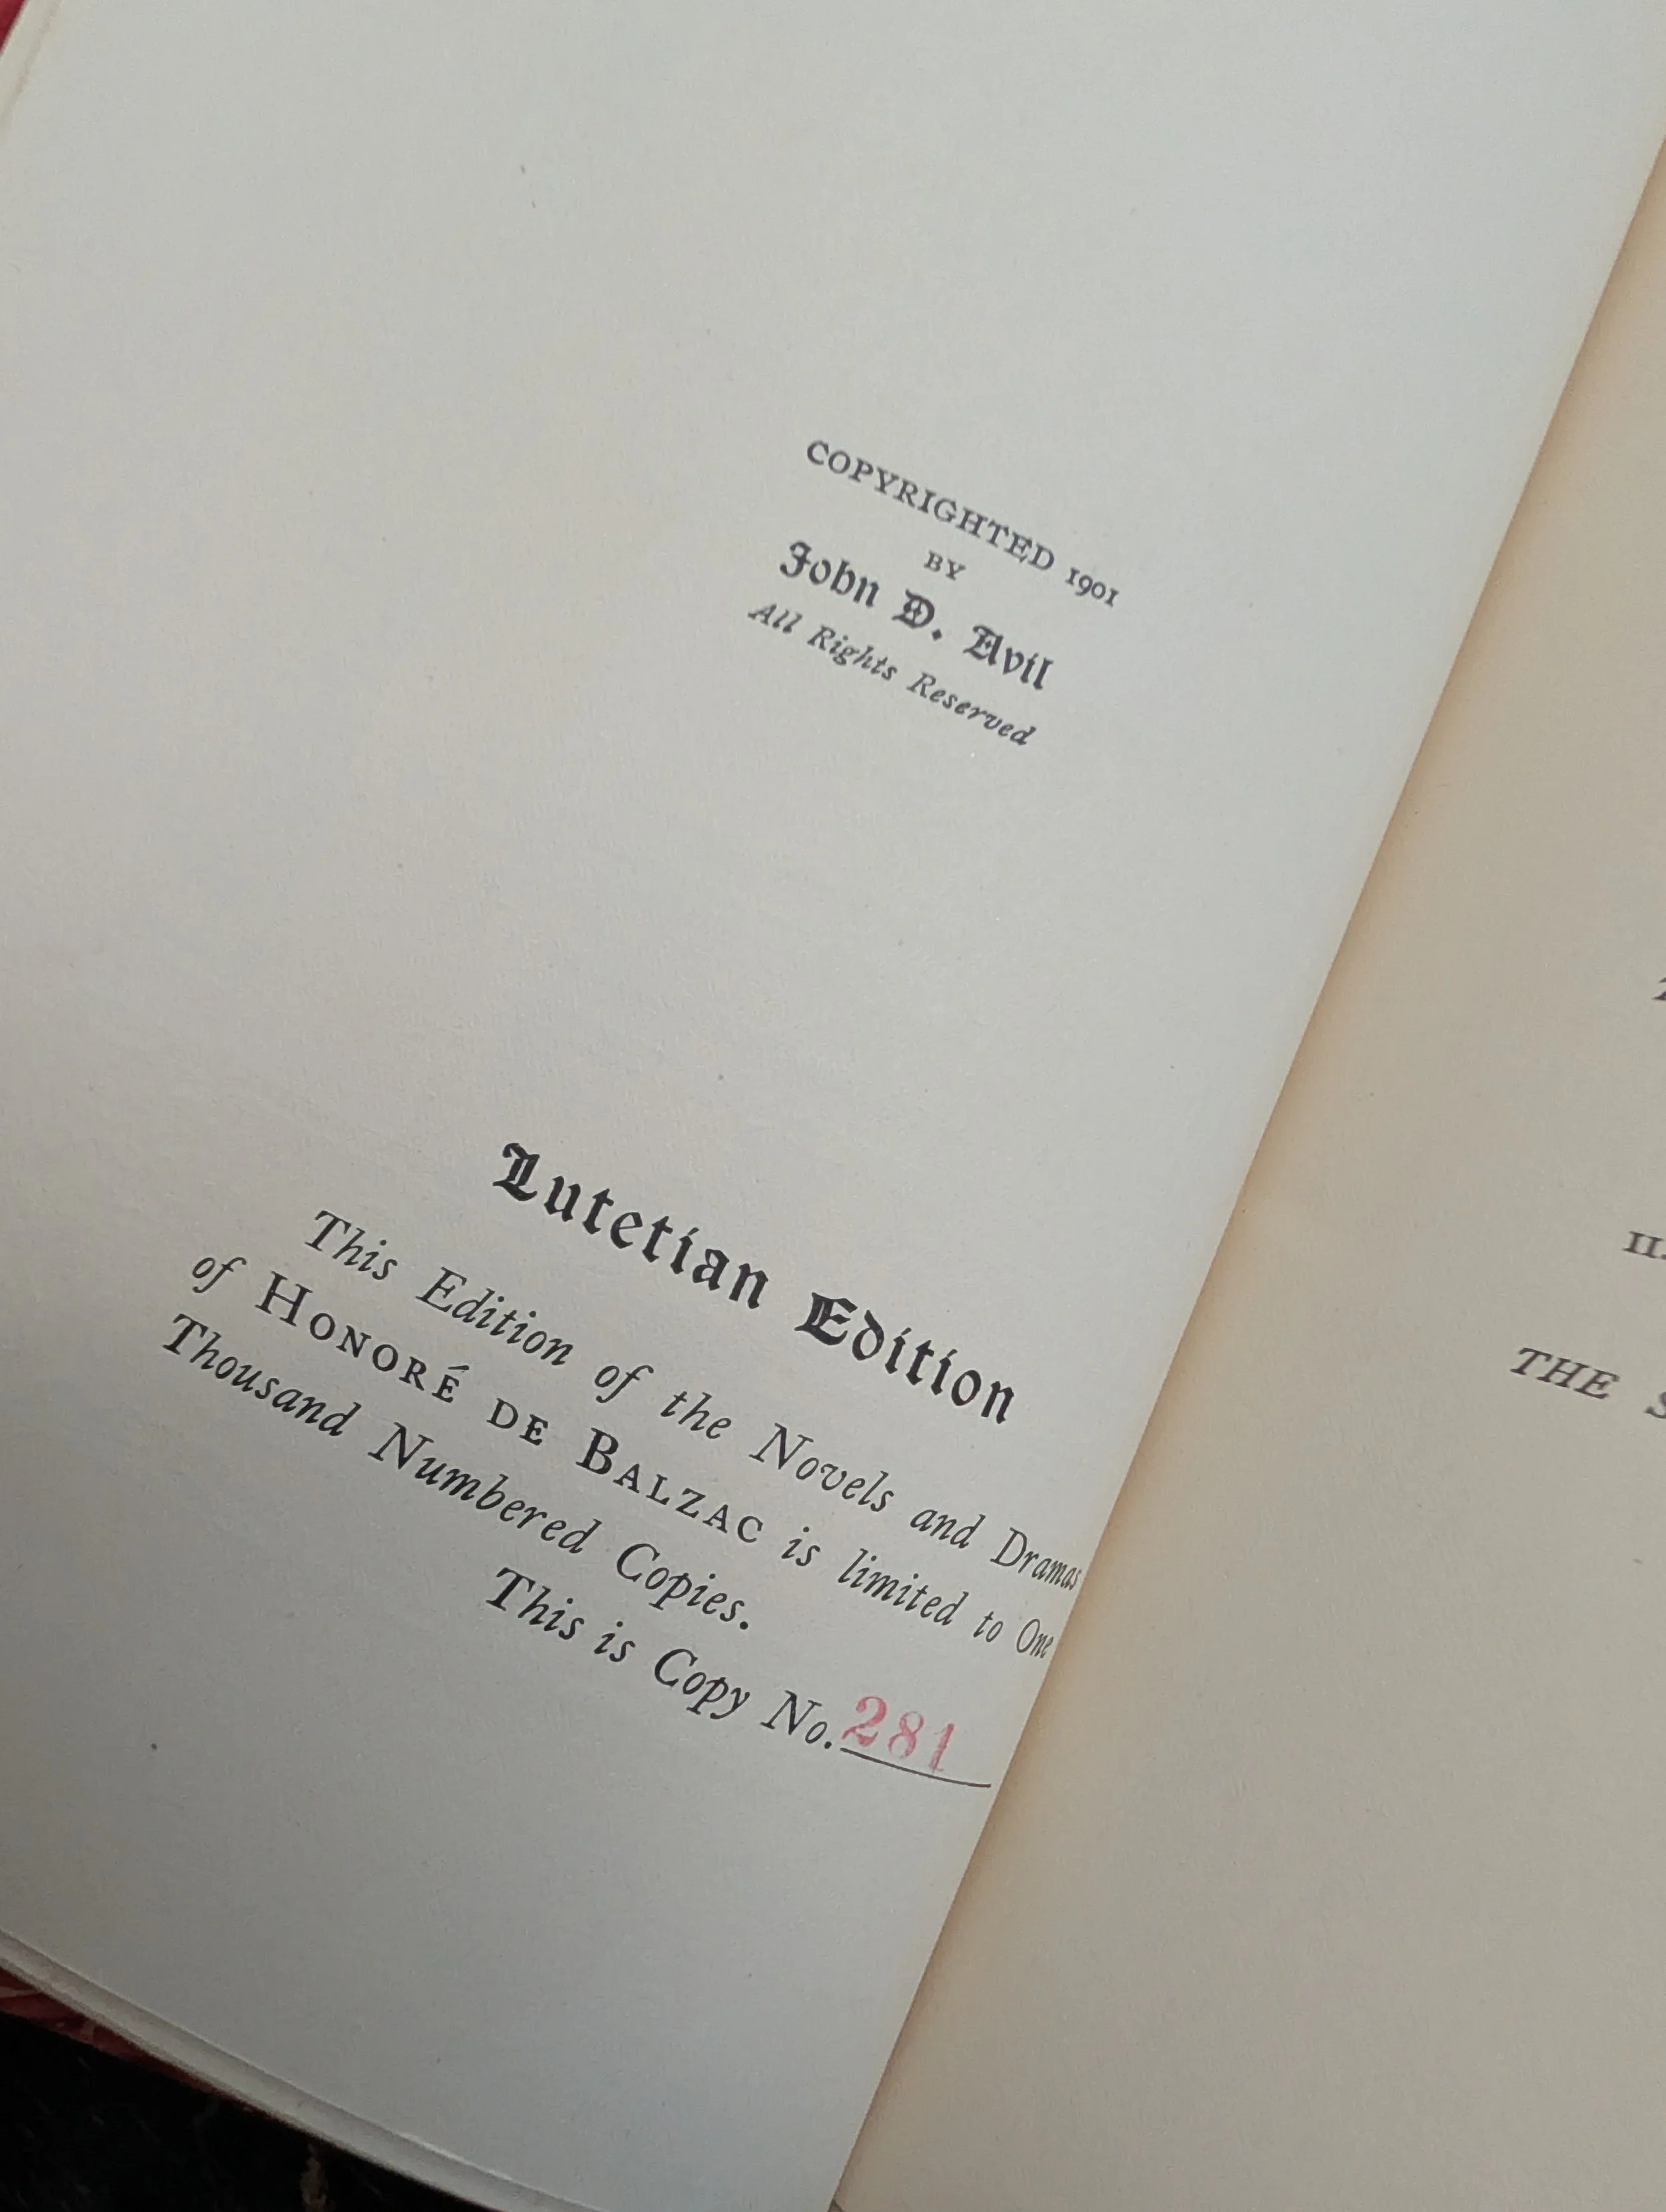 COPYRIGHTED 1901
BY
John D. Avil
All Rights Reserved
Lutetian Edition
This Edition of the Novels and Dramas
of HONORÉ DE BALZAC is limited to One
Thousand Numbered Copies.
This is Copy No. 281
II.
THE